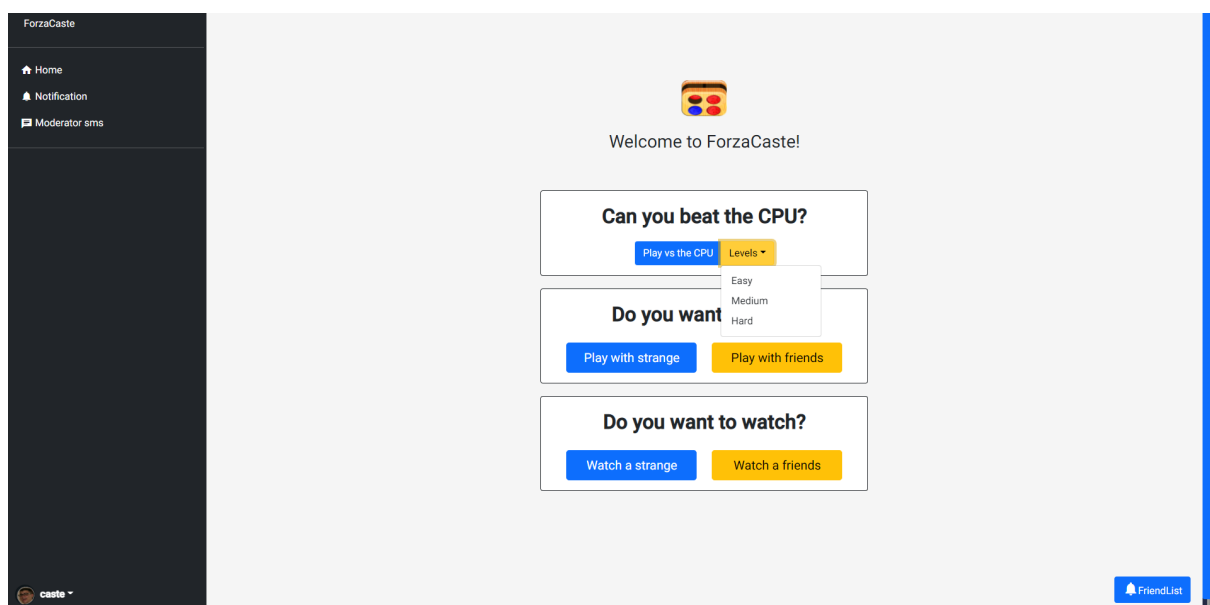 ForzaCaste
Home
Notification
Moderator sms
caste
Welcome to ForzaCaste!
Can you beat the CPU?
Play vs the CPU Levels
Easy
Medium
Hard
Do you want
Play with strange Play with friends
Do you want to watch?
Watch a strange Watch a friends
FriendList